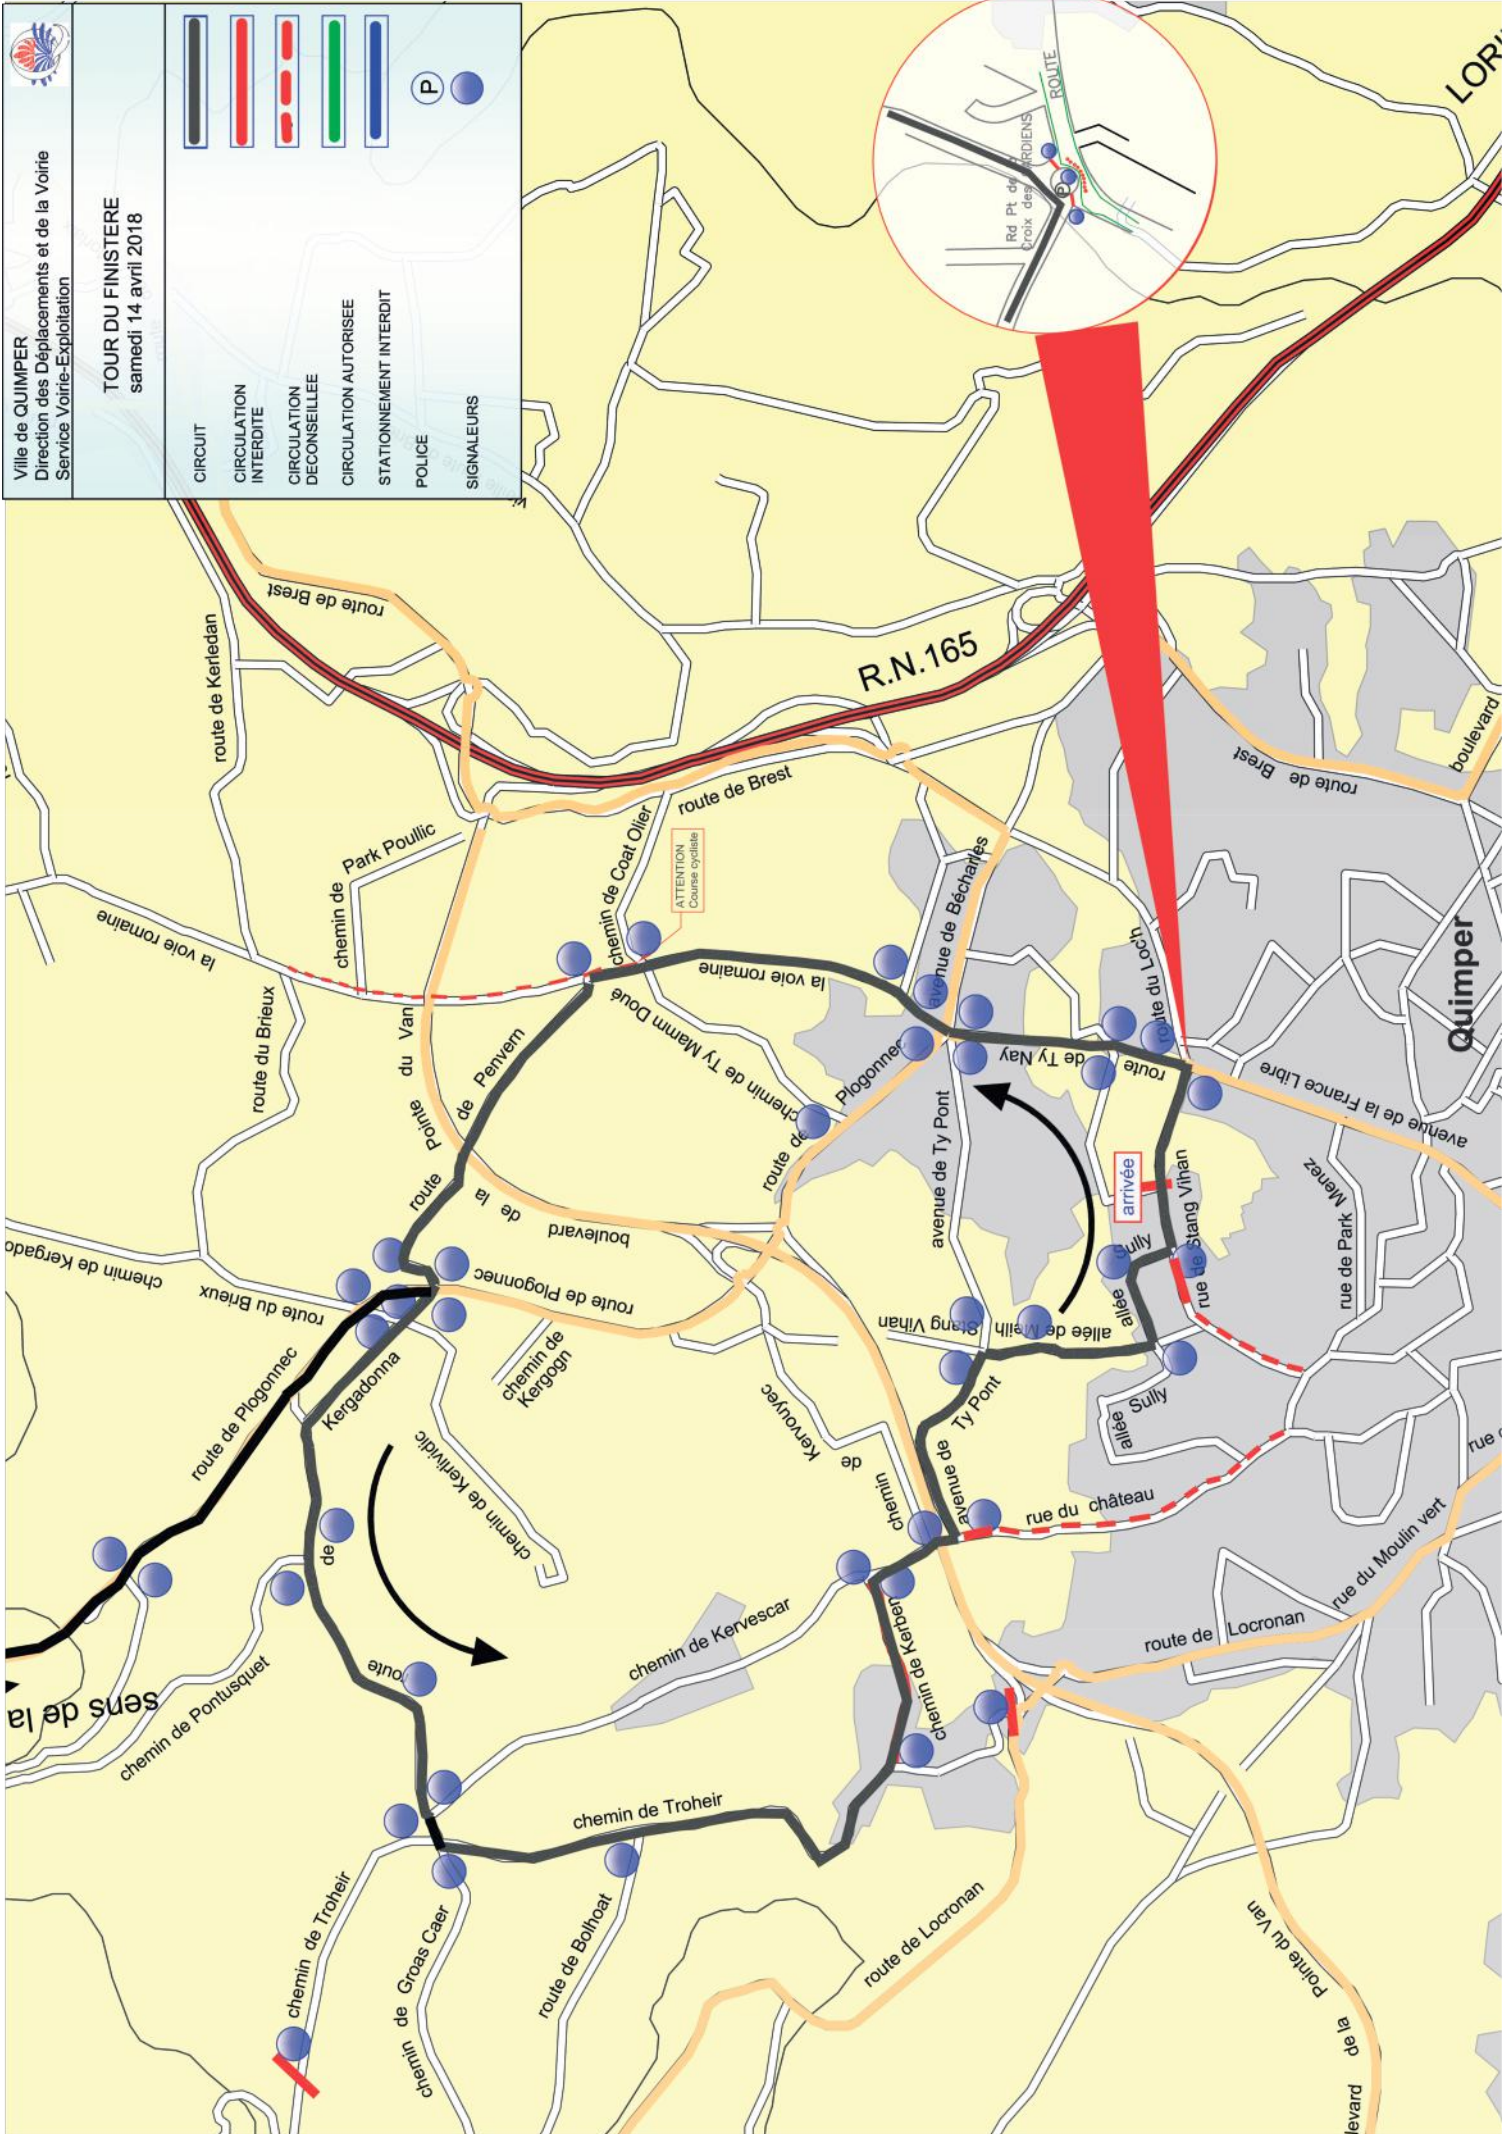 Ville de QUIMPER
Direction des Déplacements et de la Voirie
Service Voirie-Exploitation
TOUR DU FINISTERE
samedi 14 avril 2018
CIRCUIT
CIRCULATION
INTERDITE
CIRCULATION
DECONSEILLEE
CIRCULATION AUTORISEE
STATIONNEMENT INTERDIT
POLICE
P
SIGNALEURS
route de Brest
route de Kerledan
la voie romaine
chemin de Park Poullic
route du Brieux
chemin de Kergado
route du Brieux
route de Plogonnec
Kergadonna
de
route
sens de la
chemin de Pontusquet
chemin de Troheir
chemin de Groas Caer
route de Bolhoat
chemin de Troheir
chemin de Kerlividic
chemin de
Kergogn
route de Plogonnec
boulevard de la Pointe du Van
route de Penvern
chemin de Coat Olier
ATTENTION
Course cycliste
chemin de Ty Mamm Doué
la voie romaine
route de Brest
R.N.165
route de Plogonnec
avenue de Bécharles
avenue de Ty Pont
route de Ty Nay
route du Loc'h
Rd Pt de
Croix des GARDIENS
ROUTE
P
LORI
arrivée
allée de Meilh Stang Vihan
allée Sully
rue de Stang Vihan
allée Sully
avenue de Ty Pont
chemin de Kervouyec
chemin de Kervescar
chemin de Kerben
rue du château
route de Locronan
route de Locronan
rue du Moulin vert
rue de Park Menez
avenue de la France Libre
Quimper
route de Brest
boulevard
rue
levard de la Pointe du Van